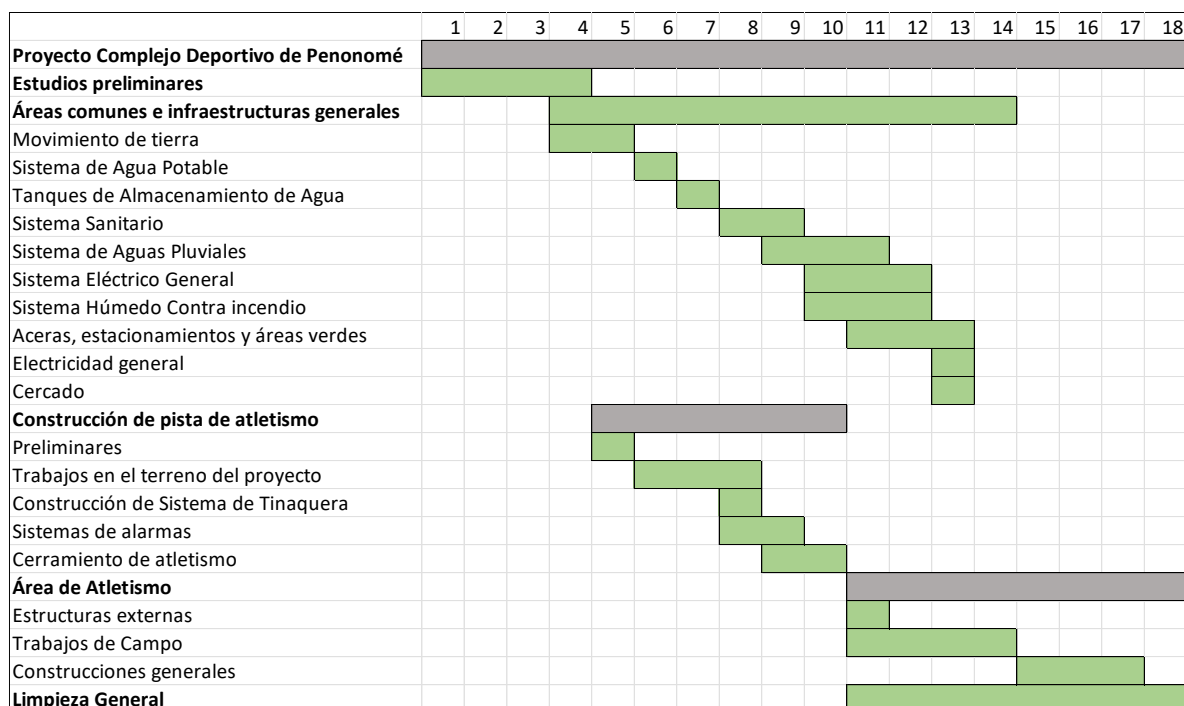 1 2 3 4 5 6 7 8 9 10 11 12 13 14 15 16 17 18
Proyecto Complejo Deportivo de Penonomé
Estudios preliminares
Áreas comunes e infraestructuras generales
Movimiento de tierra
Sistema de Agua Potable
Tanques de Almacenamiento de Agua
Sistema Sanitario
Sistema de Aguas Pluviales
Sistema Eléctrico General
Sistema Húmedo Contra incendio
Aceras, estacionamientos y áreas verdes
Electricidad general
Cercado
Construcción de pista de atletismo
Preliminares
Trabajos en el terreno del proyecto
Construcción de Sistema de Tinaquera
Sistemas de alarmas
Cerramiento de atletismo
Área de Atletismo
Estructuras externas
Trabajos de Campo
Construcciones generales
Limpieza General